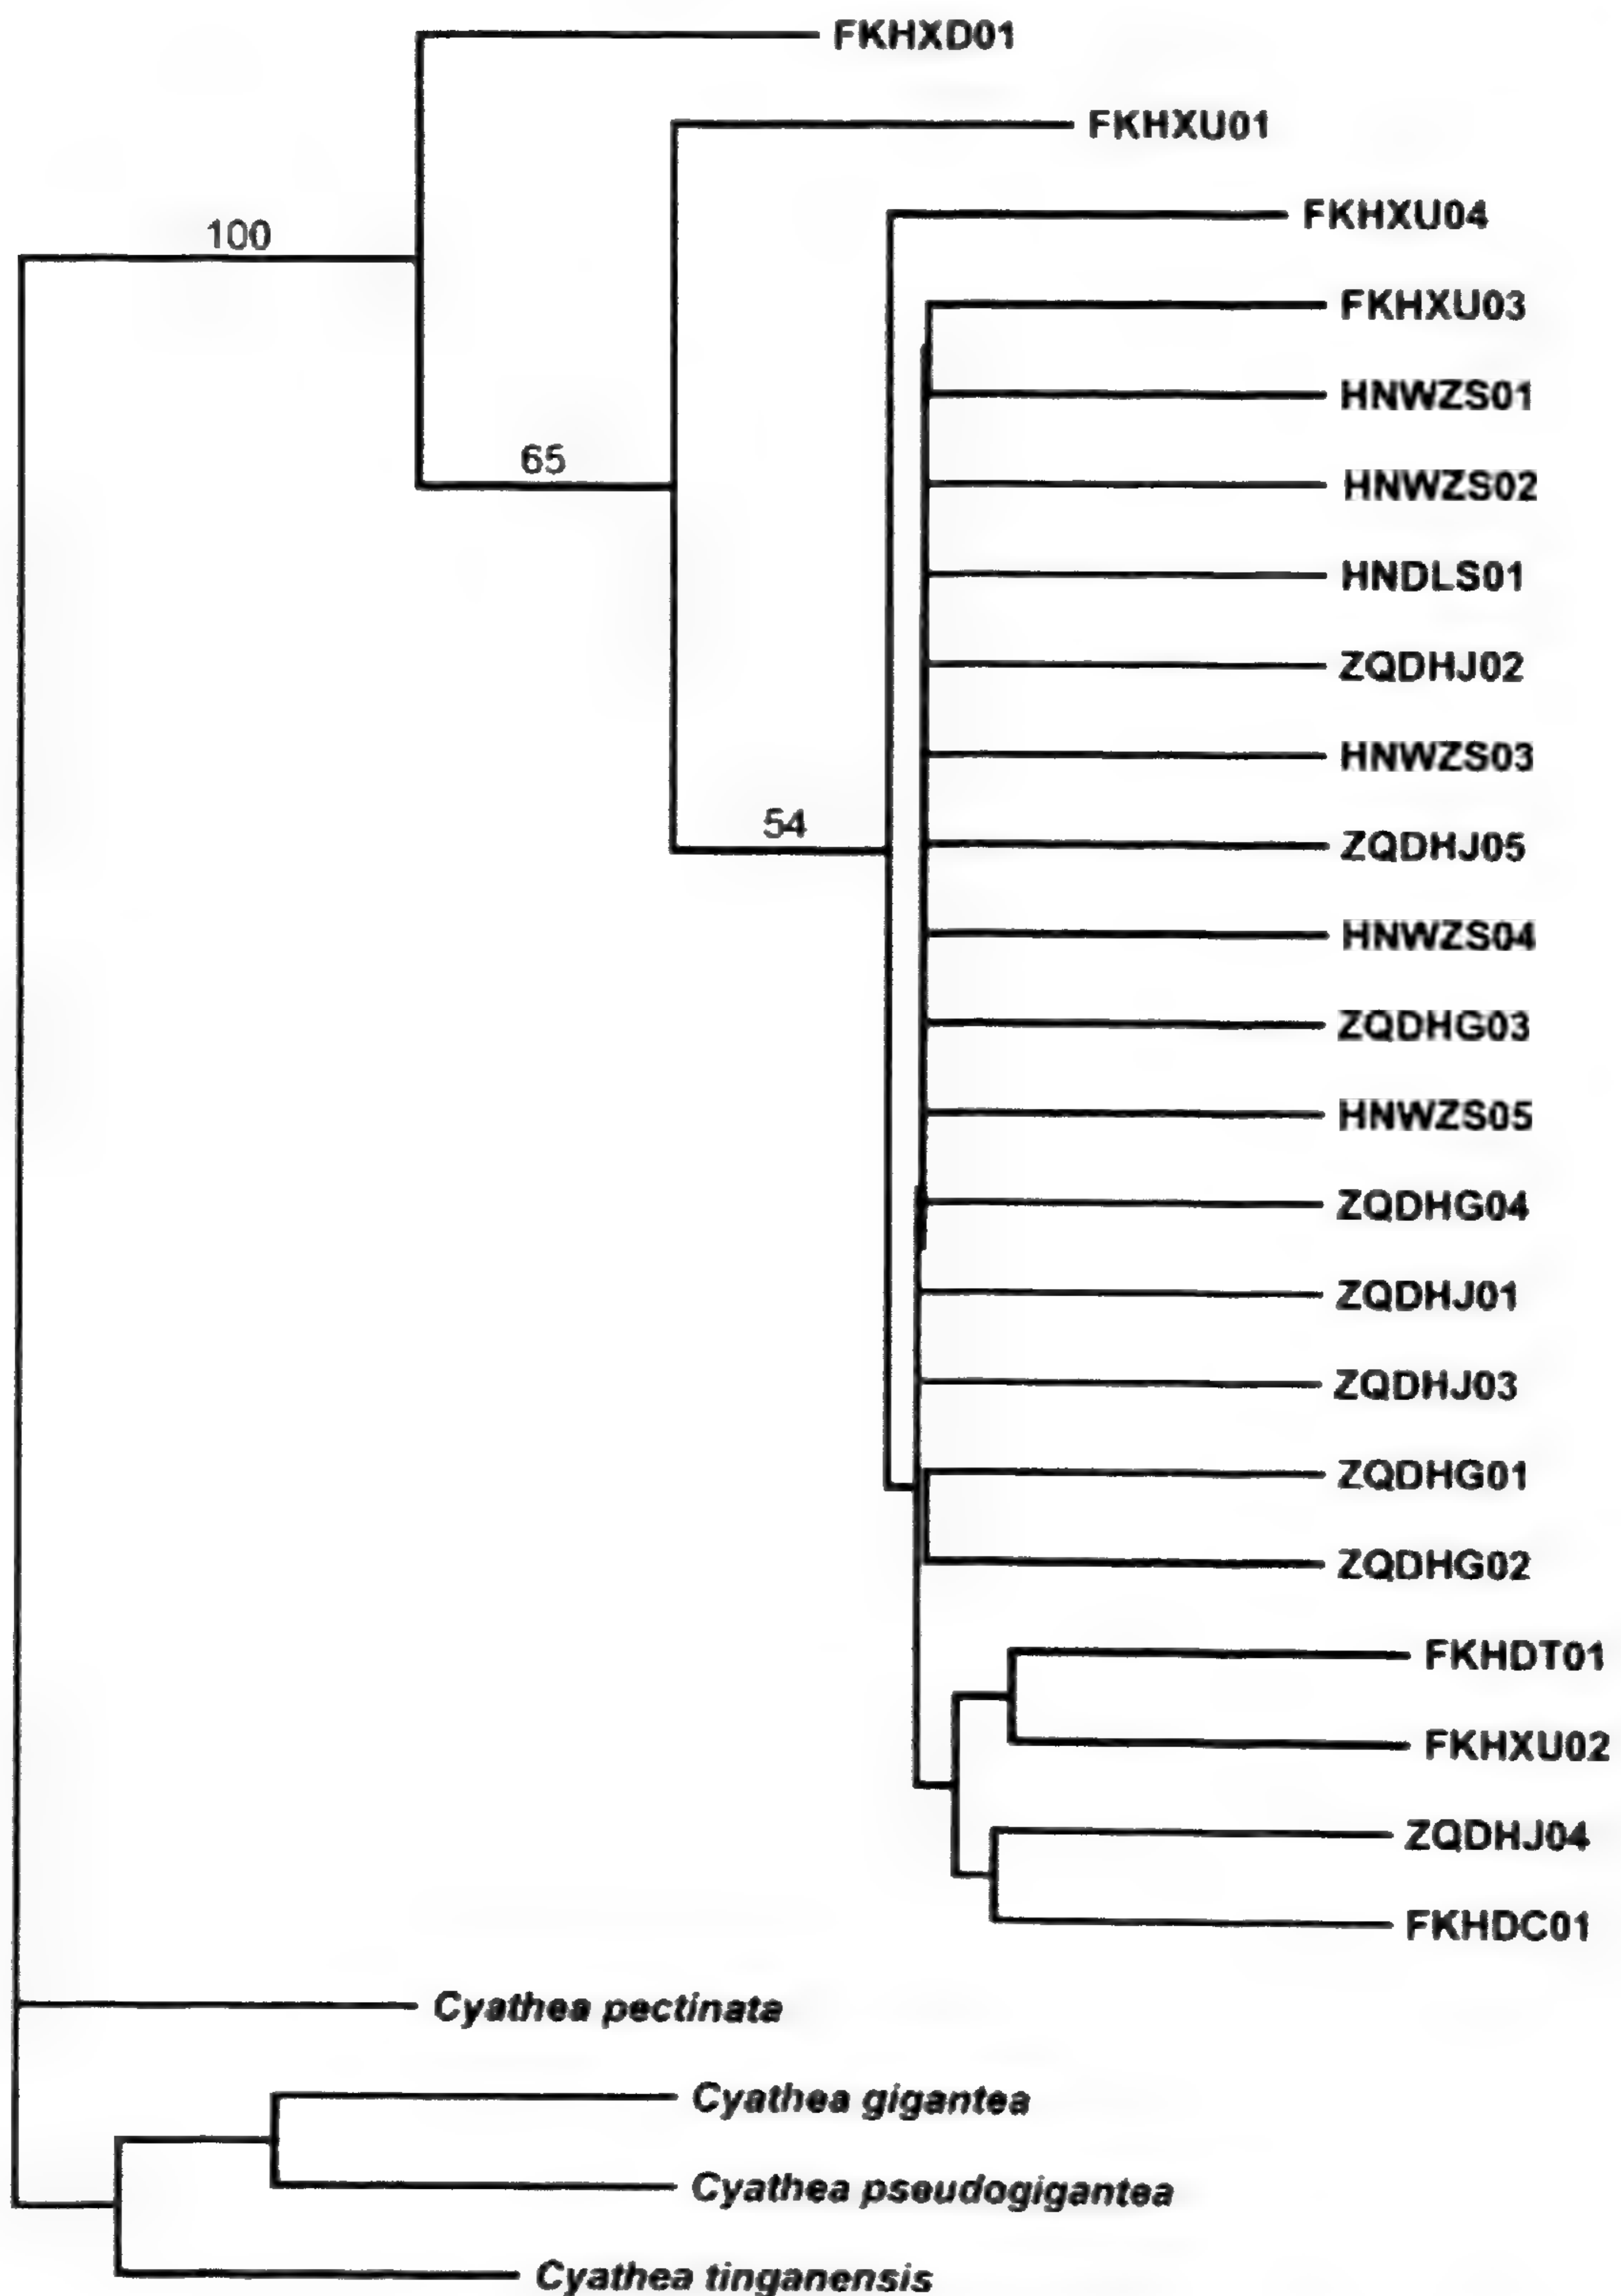 FKHXD01
FKHXU01
FKHXU04
100
FKHXU03
HNWZS01
65
HNWZS02
HNDLS01
ZQDHJ02
HNWZS03
54
ZQDHJ05
HNWZS04
ZQDHG03
HNWZS05
ZQDHG04
ZQDHJ01
ZQDHJ03
ZQDHG01
ZQDHG02
FKHDT01
FKHXU02
ZQDHJ04
FKHDC01
Cyathea pectinata
Cyathea gigantea
Cyathea pseudogigantea
Cyathea tinganensis